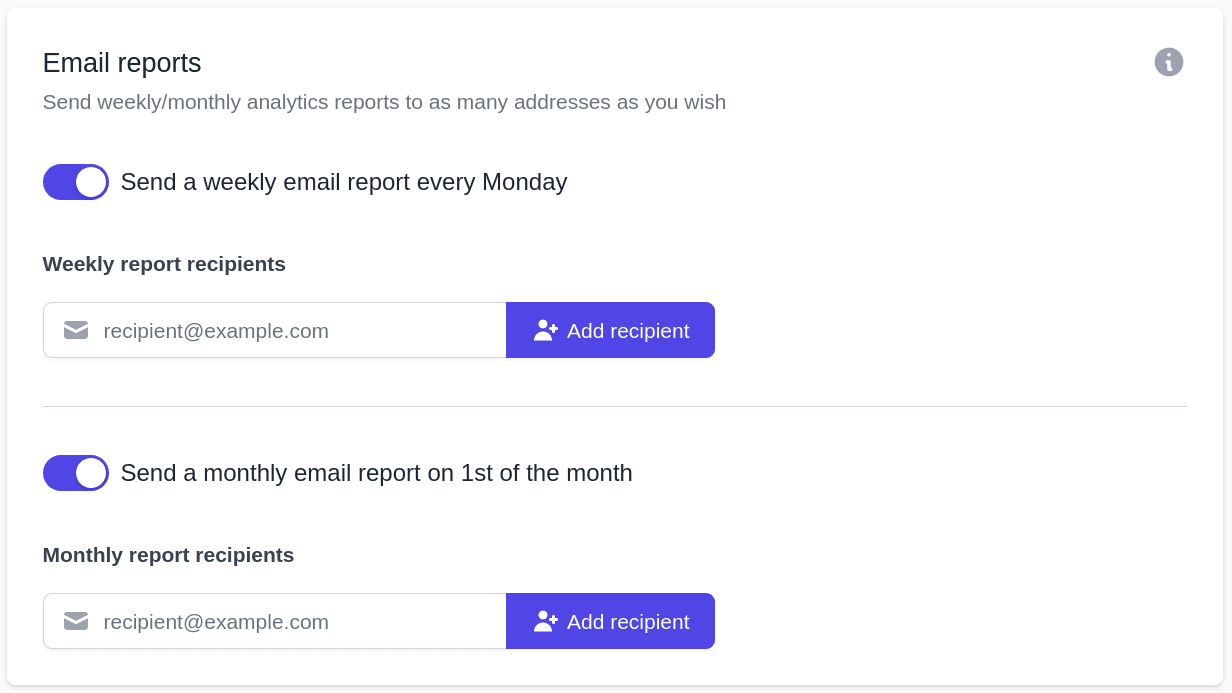 Email reports
Send weekly/monthly analytics reports to as many addresses as you wish
Send a weekly email report every Monday
Weekly report recipients
recipient@example.com Add recipient
Send a monthly email report on 1st of the month
Monthly report recipients
recipient@example.com Add recipient